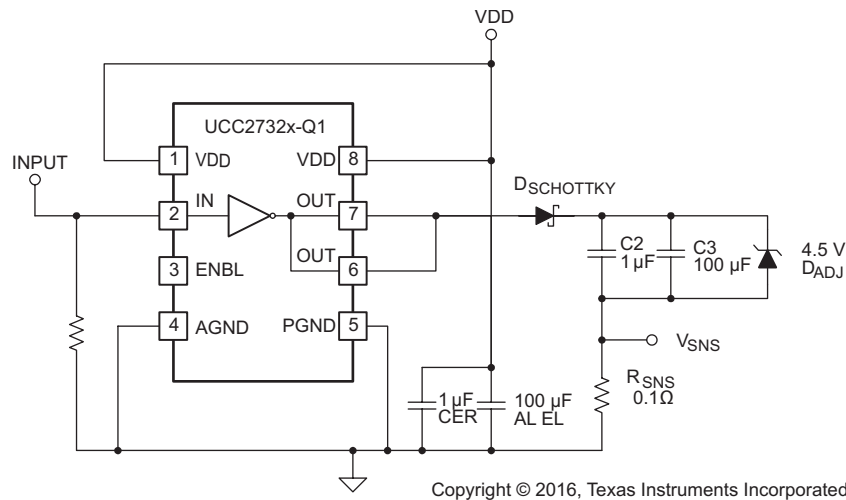 VDD
UCC2732x-Q1
INPUT
1 VDD
VDD 8
2 IN
OUT 7
3 ENBL
OUT 6
4 AGND
PGND 5
DSCHOTTKY
C2
1 µF
C3
100 µF
4.5 V
DADJ
VSNS
RSNS
0.1Ω
1 µF
CER
100 µF
AL EL
Copyright © 2016, Texas Instruments Incorporated